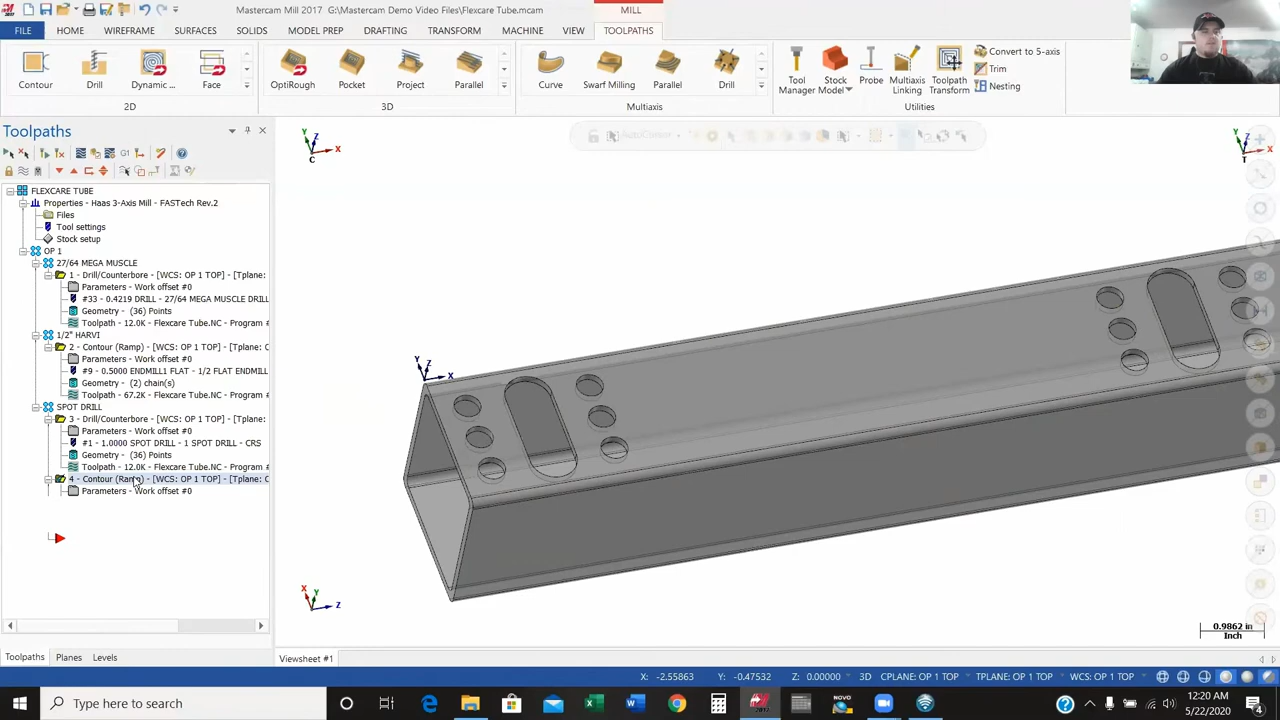 Mastercam Mill 2017 G:\Mastercam Demo Video Files\Flexcare Tube.mcam
MILL
FILE HOME WIREFRAME SURFACES SOLIDS MODEL PREP DRAFTING TRANSFORM MACHINE VIEW TOOLPATHS
Contour Drill Dynamic ... Face
2D
OptiRough Pocket Project Parallel
3D
Curve Swarf Milling Parallel Drill
Multiaxis
Tool Manager Stock Model Probe Multiaxis Linking Toolpath Transform
Convert to 5-axis
Trim
Nesting
Utilities
Toolpaths
AutoCursor
G1
FLEXCARE TUBE
Properties - Haas 3-Axis Mill - FASTech Rev.2
Files
Tool settings
Stock setup
OP 1
27/64 MEGA MUSCLE
1 - Drill/Counterbore - [WCS: OP 1 TOP] - [Tplane:
Parameters - Work offset #0
#33 - 0.4219 DRILL - 27/64 MEGA MUSCLE DRILL
Geometry - (36) Points
Toolpath - 12.0K - Flexcare Tube.NC - Program #
1/2" HARVI
2 - Contour (Ramp) - [WCS: OP 1 TOP] - [Tplane:
Parameters - Work offset #0
#9 - 0.5000 ENDMILL1 FLAT - 1/2 FLAT ENDMILL
Geometry - (2) chain(s)
Toolpath - 67.2K - Flexcare Tube.NC - Program #
SPOT DRILL
3 - Drill/Counterbore - [WCS: OP 1 TOP] - [Tplane:
Parameters - Work offset #0
#1 - 1.0000 SPOT DRILL - 1 SPOT DRILL - CRS
Geometry - (36) Points
Toolpath - 12.0K - Flexcare Tube.NC - Program #
4 - Contour (Ramp) - [WCS: OP 1 TOP] - [Tplane: C
Parameters - Work offset #0
Y Z X
C
Y Z X
T
Y Z X
X Y Z
0.9862 in
Inch
Toolpaths Planes Levels
Viewsheet #1
X: -2.55863 Y: -0.47532 Z: 0.00000 3D CPLANE: OP 1 TOP TPLANE: OP 1 TOP WCS: OP 1 TOP
Type here to search
2017
NOVO
12:20 AM
5/22/2020